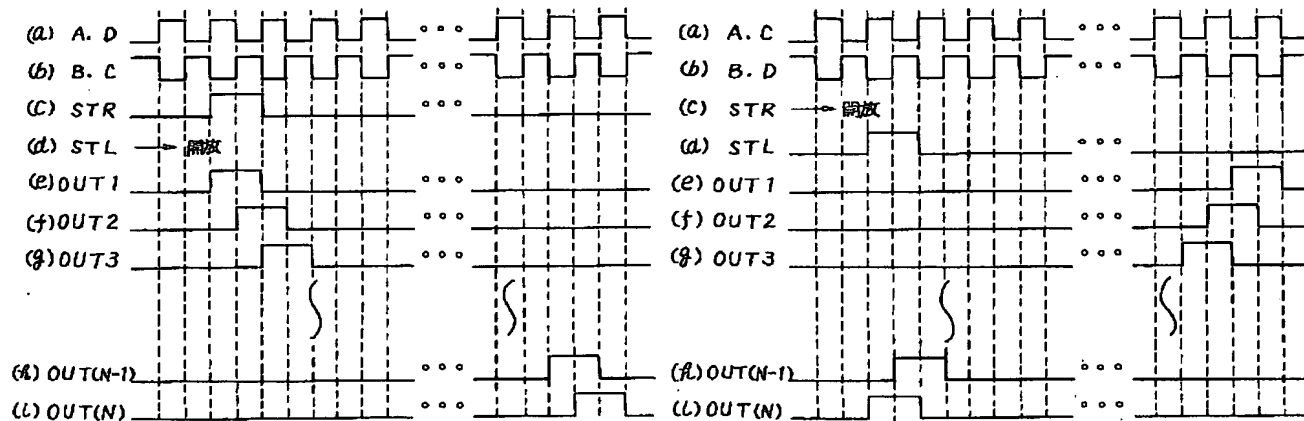 (a) A. D
(b) B. C
(c) STR
(d) STL → 開放
(e) OUT1
(f) OUT2
(g) OUT3
(h) OUT(N-1)
(i) OUT(N)
(a) A. C
(b) B. D
(c) STR → 開放
(d) STL
(e) OUT1
(f) OUT2
(g) OUT3
(h) OUT(N-1)
(i) OUT(N)